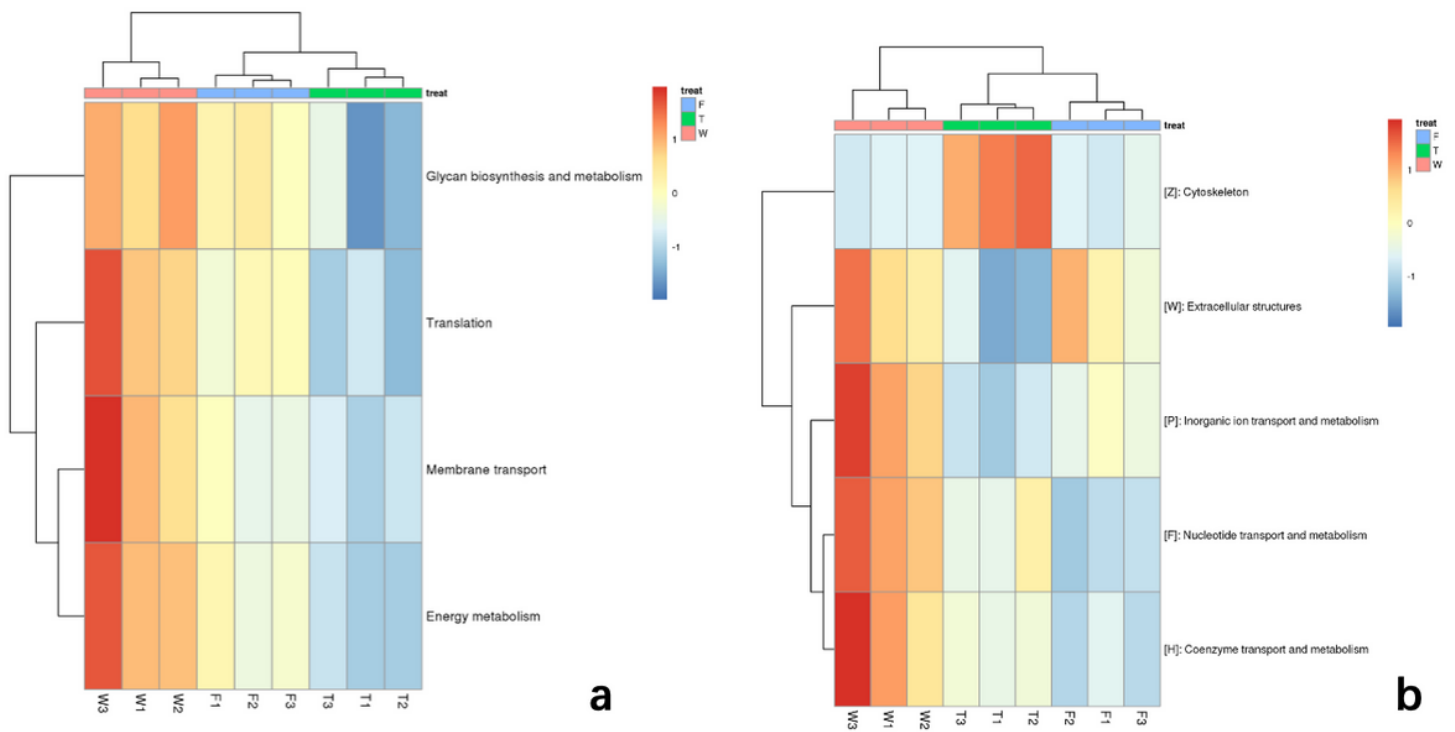 treat
treat
F
T
W
1
0
-1
Glycan biosynthesis and metabolism
Translation
Membrane transport
Energy metabolism
W3 W1 W2 F1 F2 F3 T3 T1 T2
a
treat
treat
F
T
W
1
0
-1
[Z]: Cytoskeleton
[W]: Extracellular structures
[P]: Inorganic ion transport and metabolism
[F]: Nucleotide transport and metabolism
[H]: Coenzyme transport and metabolism
W3 W1 W2 T3 T1 T2 F2 F1 F3
b